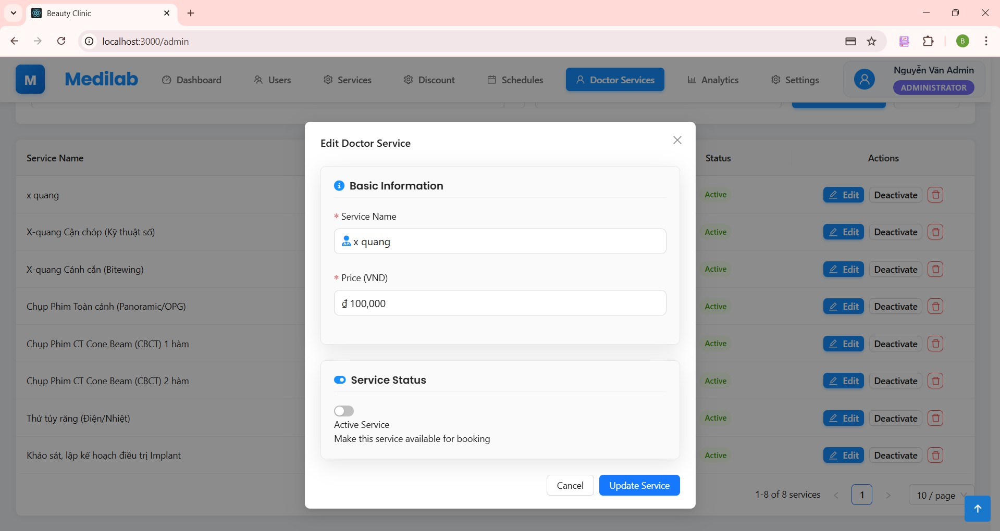 Beauty Clinic
localhost:3000/admin
B
M Medilab Dashboard Users Services Discount Schedules Doctor Services Analytics Settings Nguyễn Văn Admin
ADMINISTRATOR
Edit Doctor Service
Service Name Status Actions
Basic Information
x quang Active Edit Deactivate
* Service Name
X-quang Cận chóp (Kỹ thuật số) Active Edit Deactivate
x quang
X-quang Cánh cắn (Bitewing) Active Edit Deactivate
* Price (VND)
Chụp Phim Toàn cảnh (Panoramic/OPG) Active Edit Deactivate
₫ 100,000
Chụp Phim CT Cone Beam (CBCT) 1 hàm Active Edit Deactivate
Chụp Phim CT Cone Beam (CBCT) 2 hàm Active Edit Deactivate
Service Status
Thử tủy răng (Điện/Nhiệt) Active Edit Deactivate
Active Service
Make this service available for booking
Khảo sát, lập kế hoạch điều trị Implant Active Edit Deactivate
Cancel Update Service
1-8 of 8 services < 1 > 10 / page